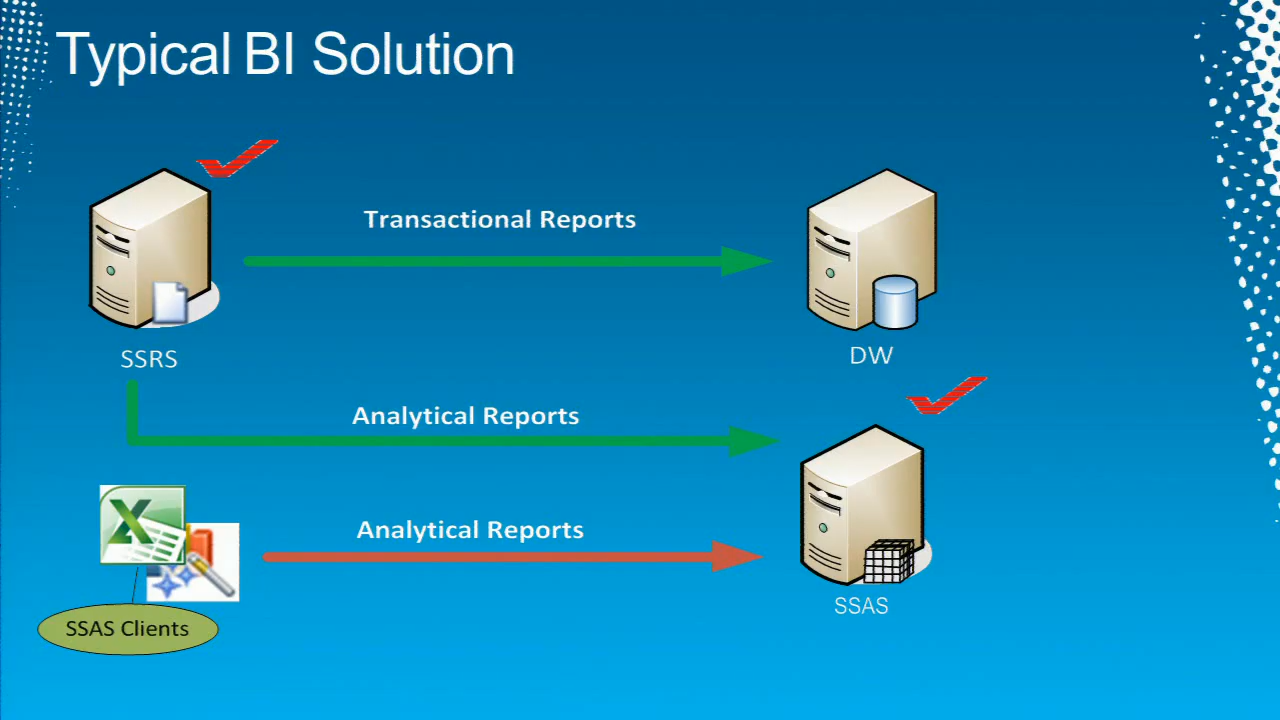 Typical BI Solution
Transactional Reports
SSRS
DW
Analytical Reports
Analytical Reports
SSAS
SSAS Clients